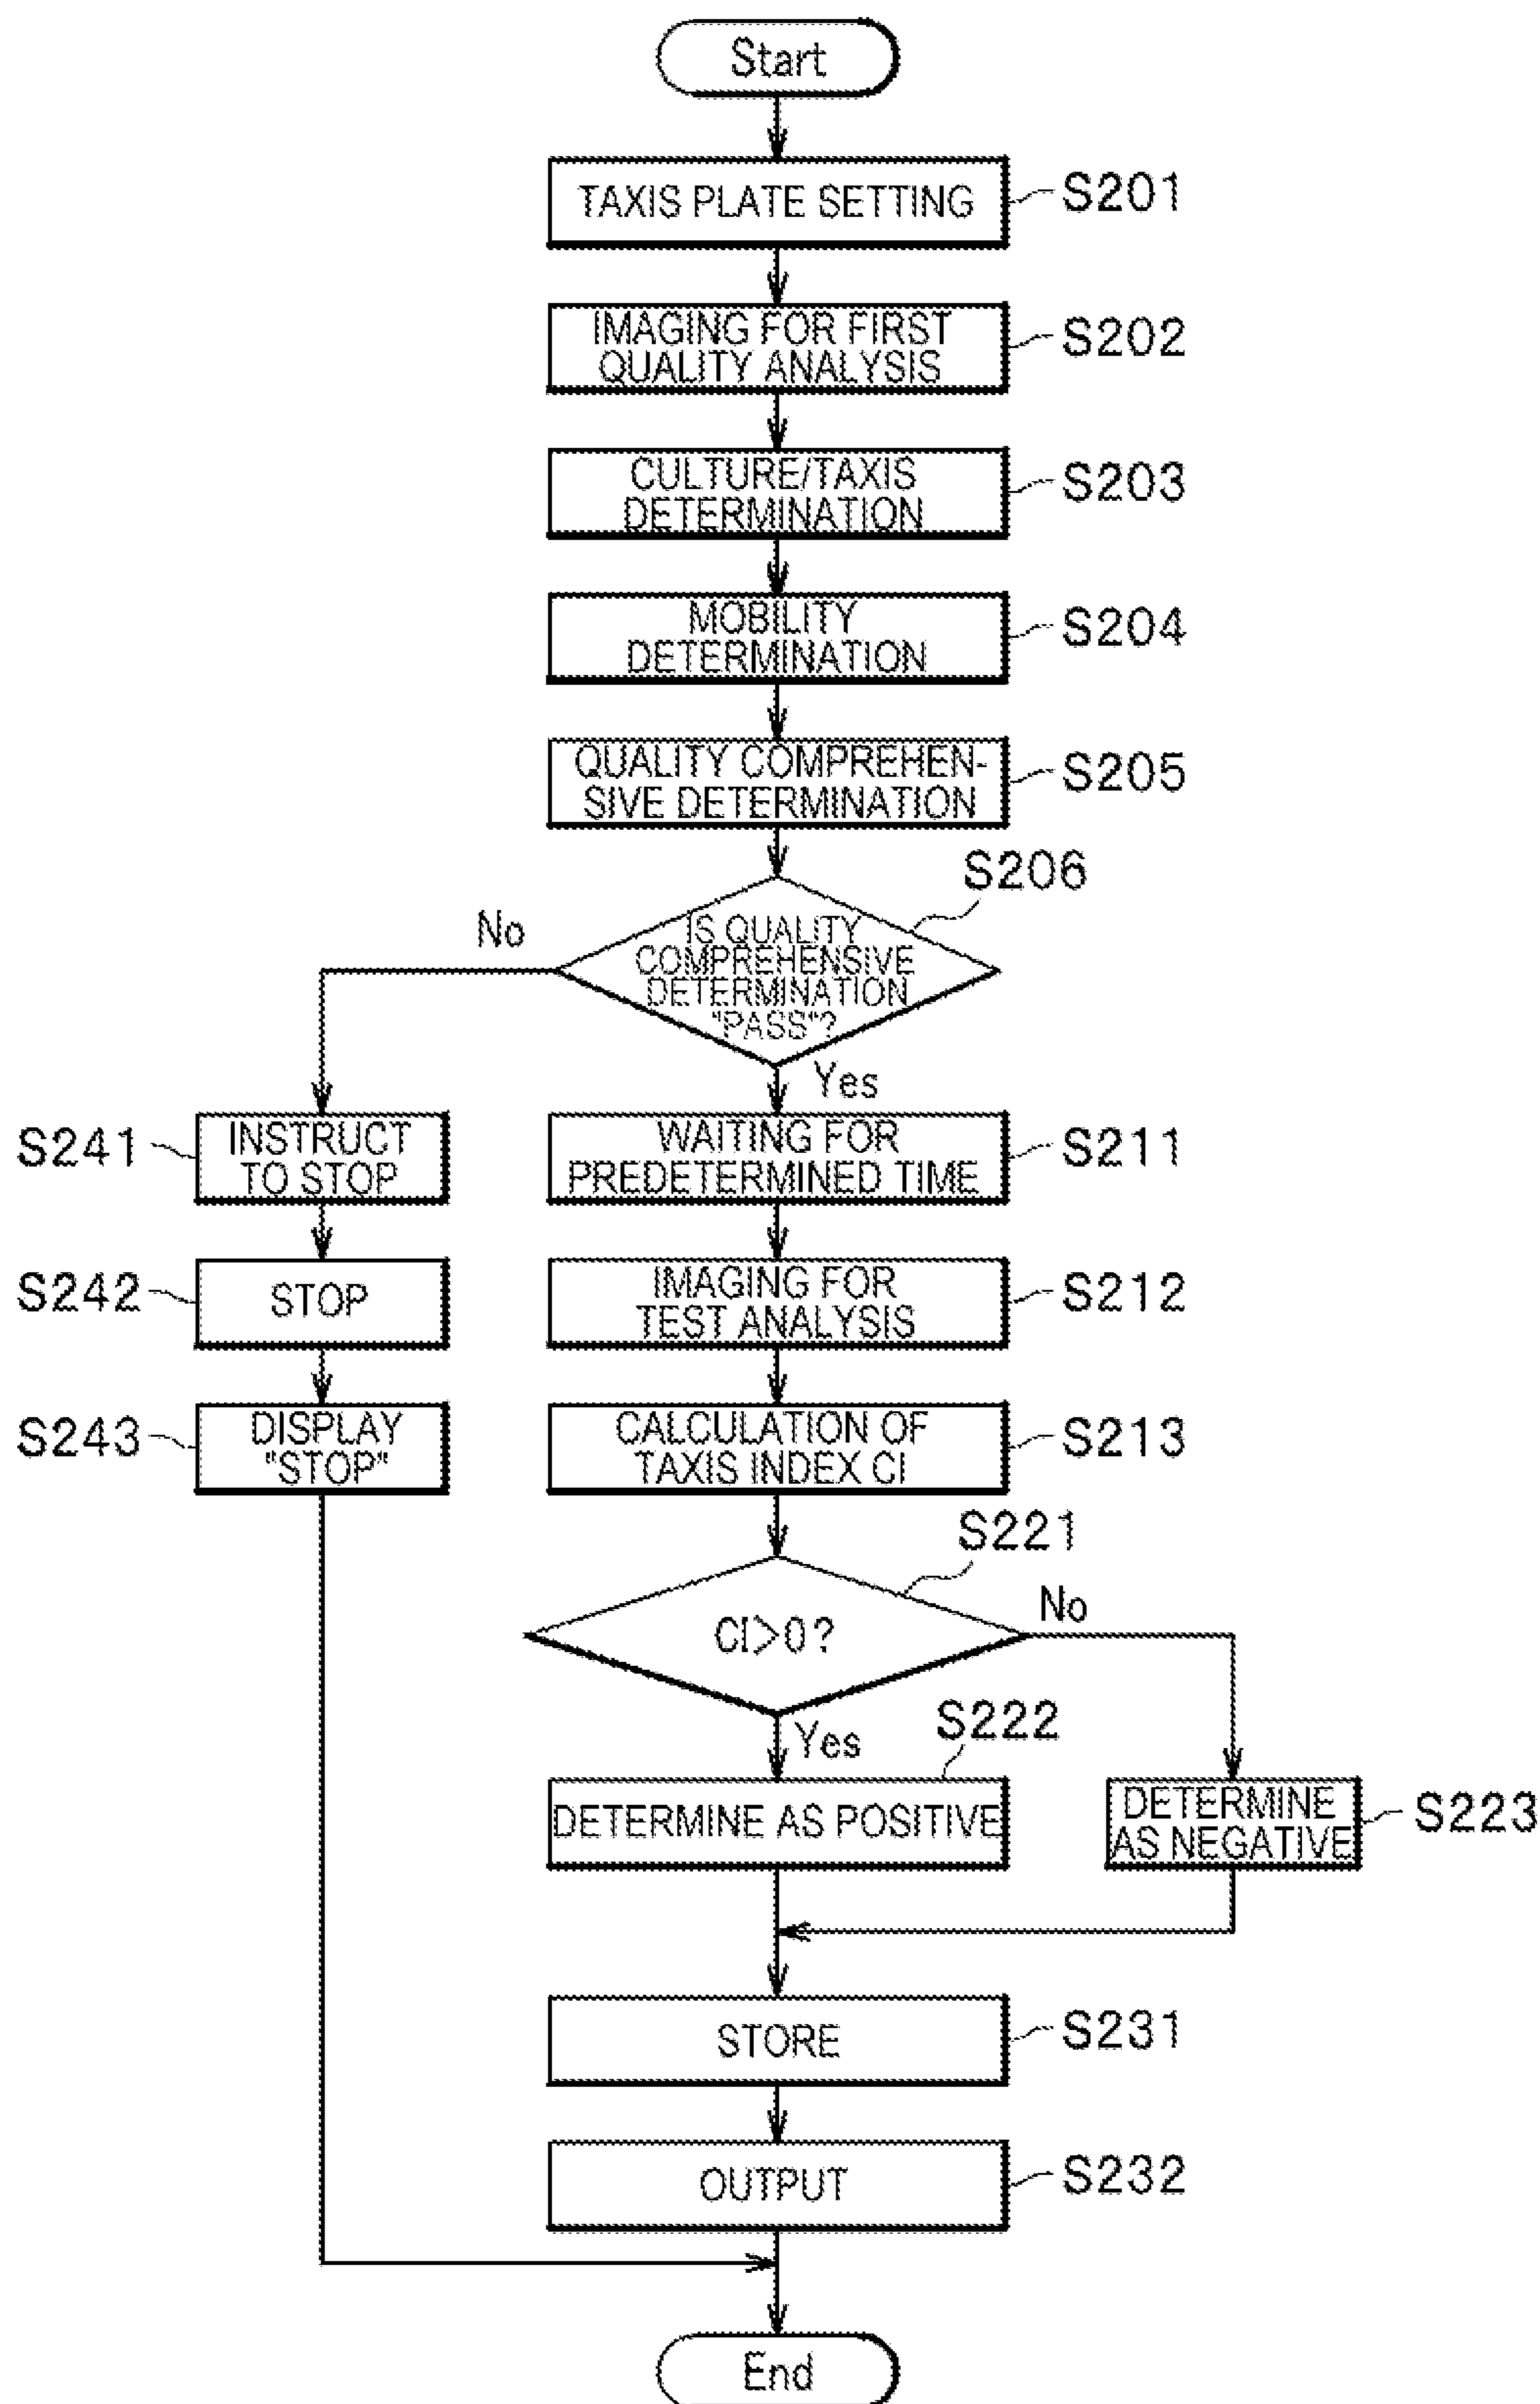 Start
TAXIS PLATE SETTING
S201
IMAGING FOR FIRST
QUALITY ANALYSIS
S202
CULTURE/TAXIS
DETERMINATION
S203
MOBILITY
DETERMINATION
S204
QUALITY COMPREHEN-
SIVE DETERMINATION
S205
S206
No
IS QUALITY
COMPREHENSIVE
DETERMINATION
"PASS"?
Yes
S241
INSTRUCT
TO STOP
WAITING FOR
PREDETERMINED TIME
S211
S242
STOP
IMAGING FOR
TEST ANALYSIS
S212
S243
DISPLAY
"STOP"
CALCULATION OF
TAXIS INDEX CI
S213
S221
CI>0?
No
Yes
S222
DETERMINE AS POSITIVE
DETERMINE
AS NEGATIVE
S223
STORE
S231
OUTPUT
S232
End